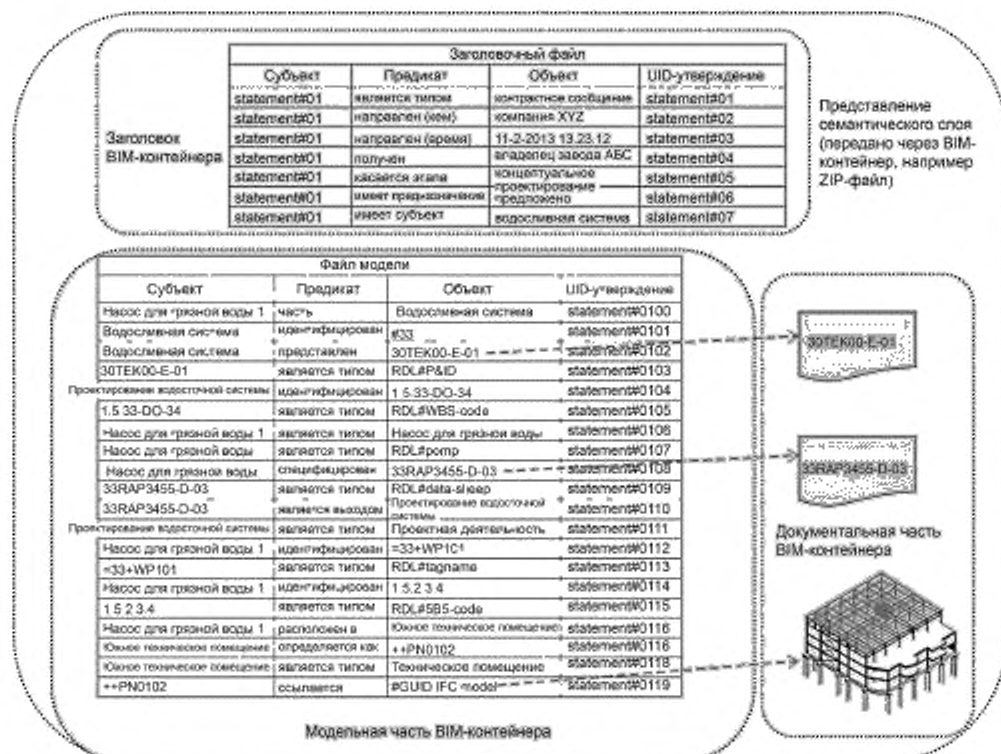 Заголовочный файл
Субъект Предикат Объект UID-утверждение
statement#01 является типом контрастное сообщение statement#01
statement#01 направлен (кем) компания XYZ statement#02
statement#01 направлен (время) 11-2-2013 13.23.12 statement#03
statement#01 получен владелец завода АБС statement#04
statement#01 касается этапа концептуальное проектирование statement#05
statement#01 имеет предназначение предложено statement#06
statement#01 имеет субъект водосливная система statement#07
Заголовок
BIM-контейнера
Представление
семантического слоя
(передано через BIM-
контейнер, например
ZIP-файл)
Файл модели
Субъект Предикат Объект UID-утверждение
Насос для грязной воды 1 часть Водосливная система statement#0100
Водосливная система идентифицирован #33 statement#0101
Водосливная система представлен 30TEK00-E-01 statement#0102
30TEK00-E-01 является типом RDL#P&ID statement#0103
Проектирование водосточной системы идентифицирован 1 5 33-DO-34 statement#0104
1.5 33-DO-34 является типом RDL#WBS-code statement#0105
Насос для грязной воды 1 является типом Насос для грязной воды statement#0106
Насос для грязной воды является типом RDL#pomp statement#0107
Насос для грязной воды специфицирован 33RAP3455-D-03 statement#0108
33RAP3455-D-03 является типом RDL#data-sleep statement#0109
33RAP3455-D-03 является выходом Проектирование водосточной системы statement#0110
Проектирование водосточной системы является типом Проектная деятельность statement#0111
Насос для грязной воды 1 идентифицирован =33+WP1C1 statement#0112
=33+WP101 является типом RDL#tagname statement#0113
Насос для грязной воды 1 идентифицирован 1 5.2 3 4 statement#0114
1 5 2 3.4 является типом RDL#5B5-code statement#0115
Насос для грязной воды 1 расположен в Южное техническое помещение statement#0116
Южное техническое помещение определяется как ++PN0102 statement#0116
Южное техническое помещение является типом Техническое помещение statement#0118
++PN0102 ссылается #GUID IFC model statement#0119
Модельная часть BIM-контейнера
30TEK00-E-01
33RAP3455-D-03
Документальная часть
BIM-контейнера